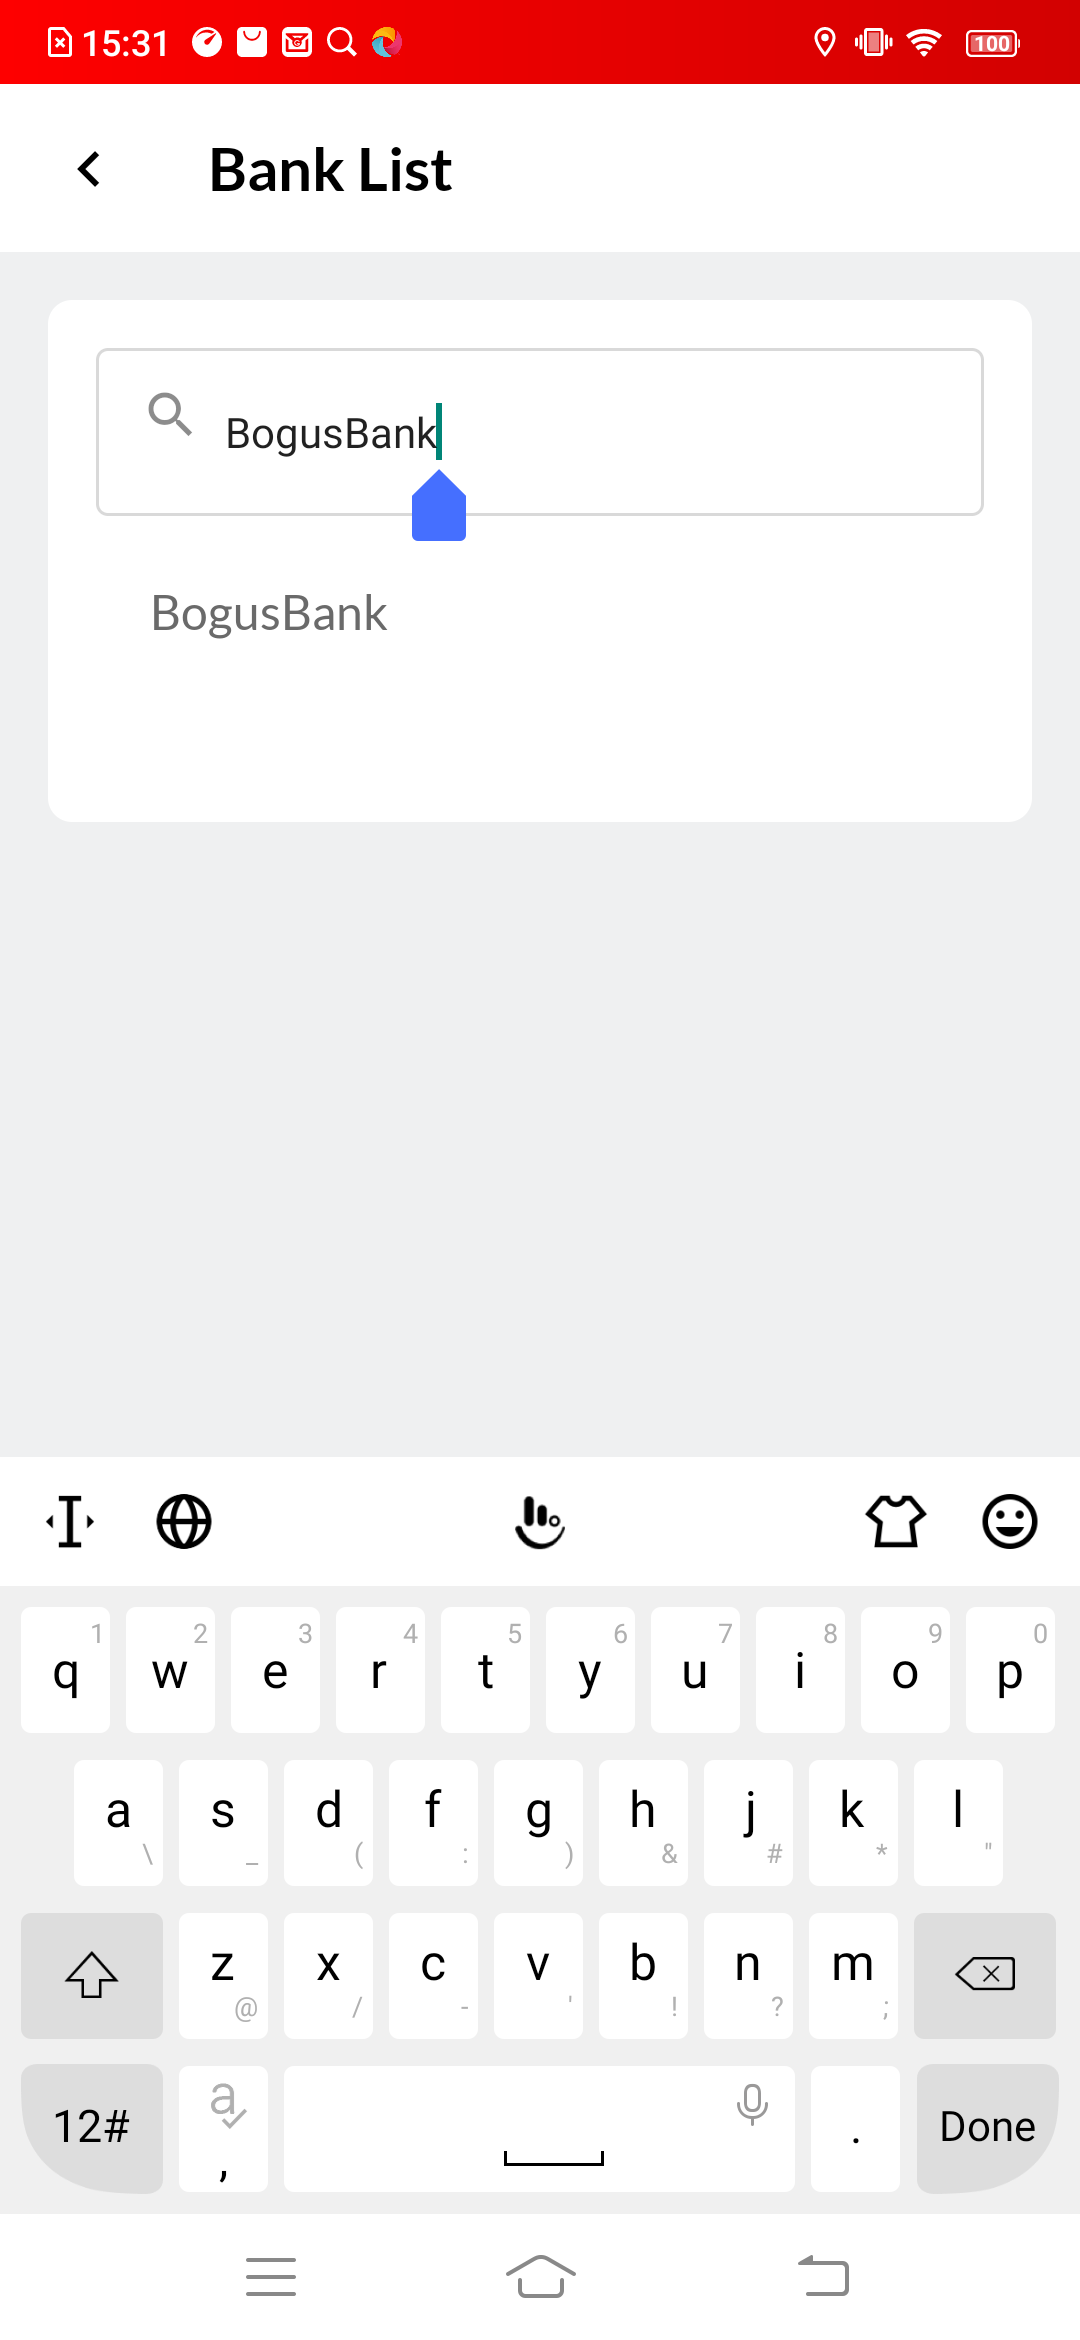 15:31
100
Bank List
BogusBank
BogusBank
1 2 3 4 5 6 7 8 9 0
q w e r t y u i o p
a s d f g h j k l
\ _ ( : ) & # * "
z x c v b n m
@ / - ' ! ? ;
12# a , . Done